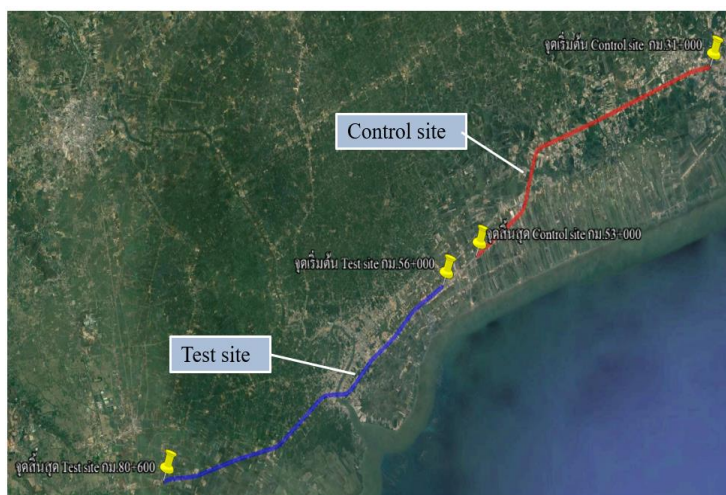 จุดเริ่มต้น Control site กม.31+000
Control site
จุดสิ้นสุด Control site กม.53+000
จุดเริ่มต้น Test site กม.56+000
Test site
จุดสิ้นสุด Test site กม.80+600